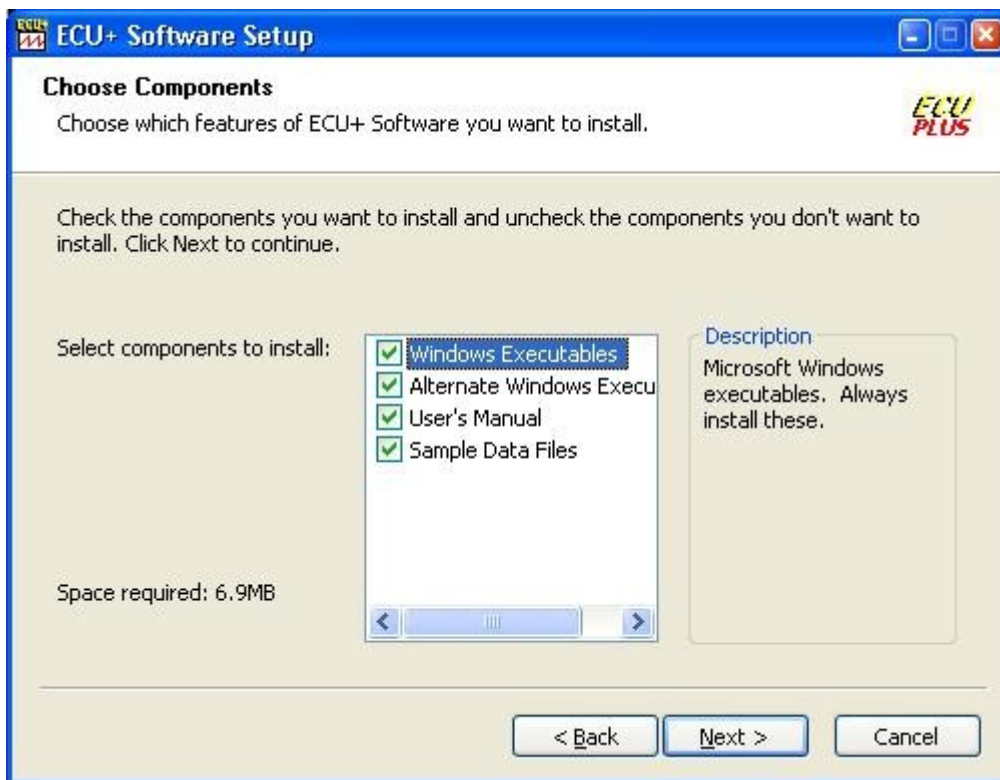 ECU+ Software Setup
Choose Components
Choose which features of ECU+ Software you want to install.
ECU
PLUS
Check the components you want to install and uncheck the components you don't want to
install. Click Next to continue.
Select components to install:
Windows Executables
Alternate Windows Execu
User's Manual
Sample Data Files
Description
Microsoft Windows
executables. Always
install these.
Space required: 6.9MB
< Back
Next >
Cancel